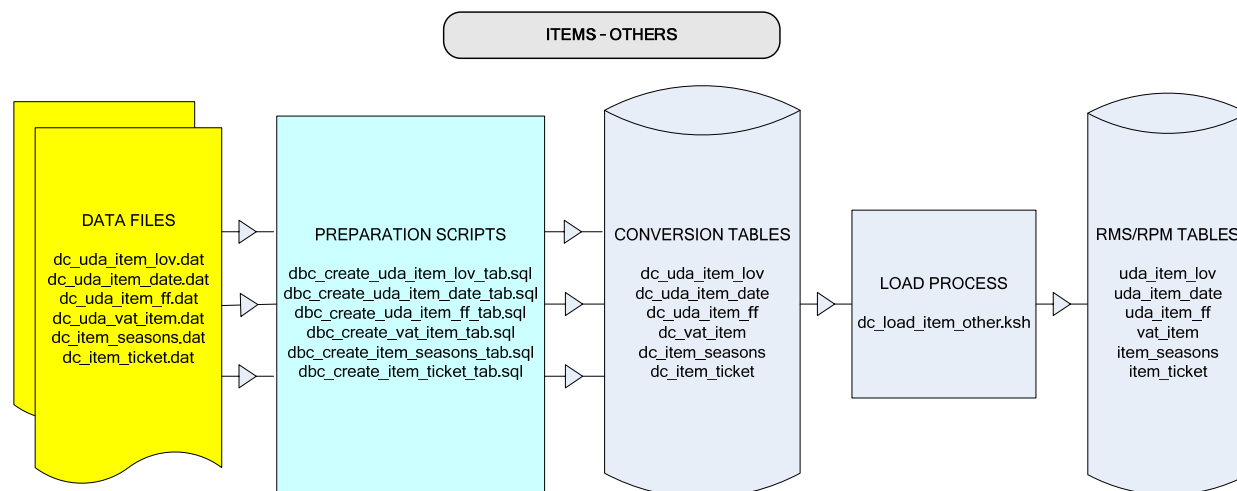 ITEMS - OTHERS
DATA FILES
dc_uda_item_lov.dat
dc_uda_item_date.dat
dc_uda_item_ff.dat
dc_uda_vat_item.dat
dc_item_seasons.dat
dc_item_ticket.dat
PREPARATION SCRIPTS
dbc_create_uda_item_lov_tab.sql
dbc_create_uda_item_date_tab.sql
dbc_create_uda_item_ff_tab.sql
dbc_create_vat_item_tab.sql
dbc_create_item_seasons_tab.sql
dbc_create_item_ticket_tab.sql
CONVERSION TABLES
dc_uda_item_lov
dc_uda_item_date
dc_uda_item_ff
dc_vat_item
dc_item_seasons
dc_item_ticket
LOAD PROCESS
dc_load_item_other.ksh
RMS/RPM TABLES
uda_item_lov
uda_item_date
uda_item_ff
vat_item
item_seasons
item_ticket